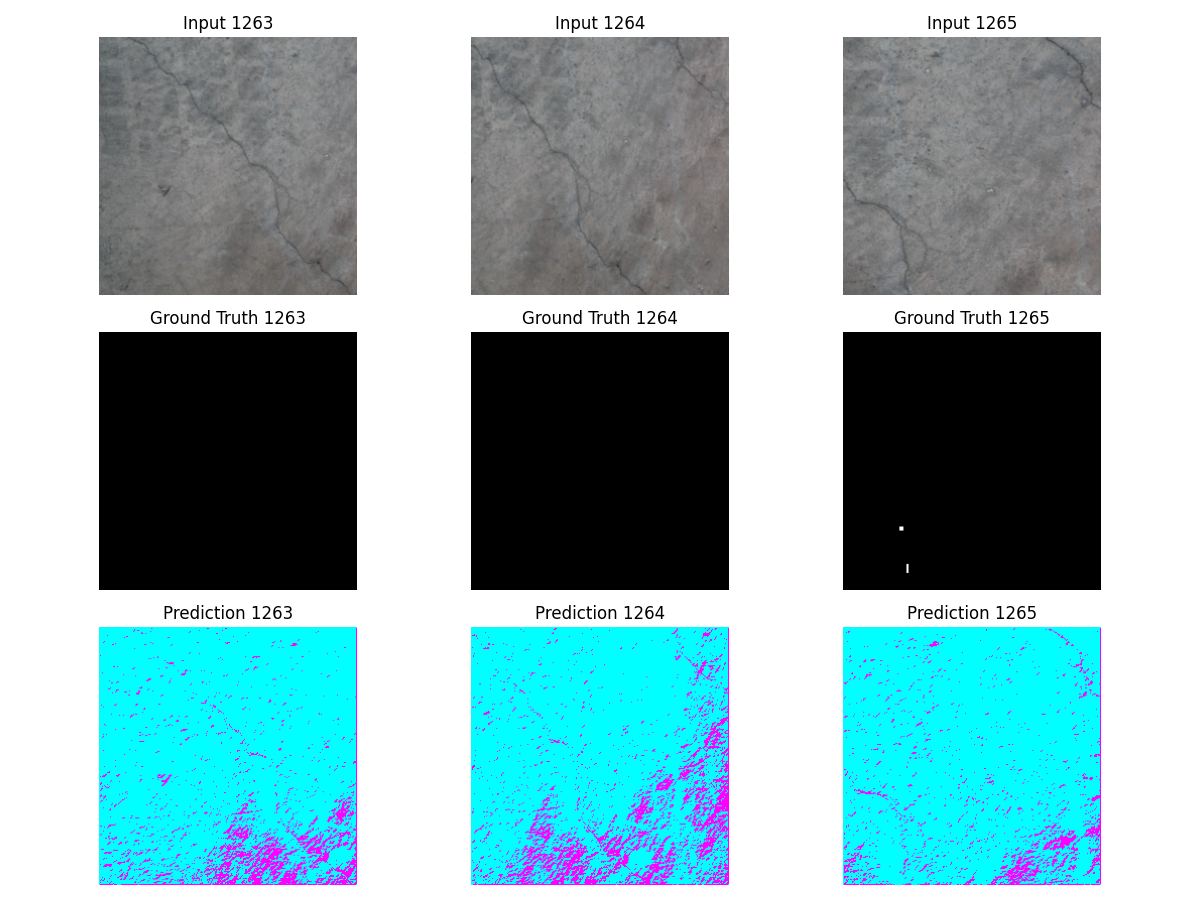 Input 1263
Input 1264
Input 1265
Ground Truth 1263
Ground Truth 1264
Ground Truth 1265
Prediction 1263
Prediction 1264
Prediction 1265